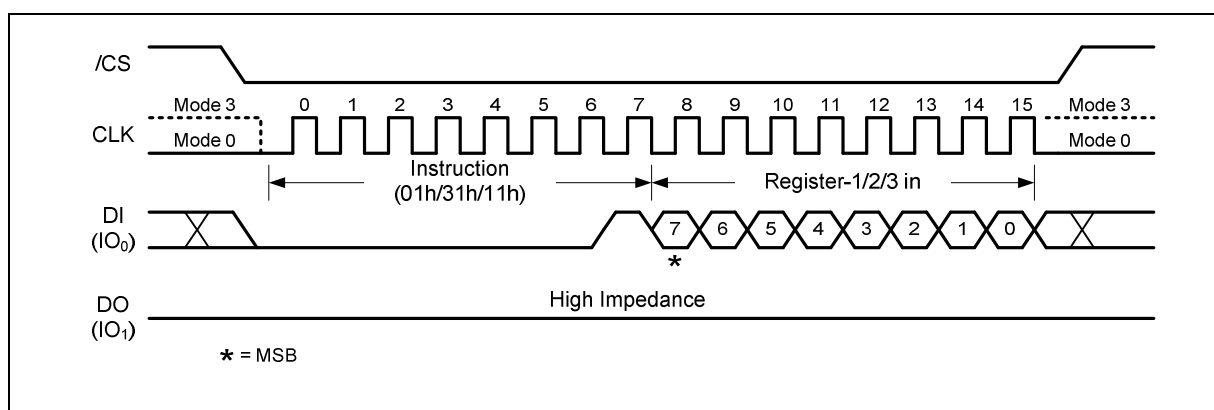 /CS
Mode 3
0 1 2 3 4 5 6 7 8 9 10 11 12 13 14 15
Mode 3
CLK
Mode 0
Mode 0
Instruction
(01h/31h/11h)
Register-1/2/3 in
DI
(IO₀)
7 6 5 4 3 2 1 0
*
High Impedance
DO
(IO₁)
* = MSB